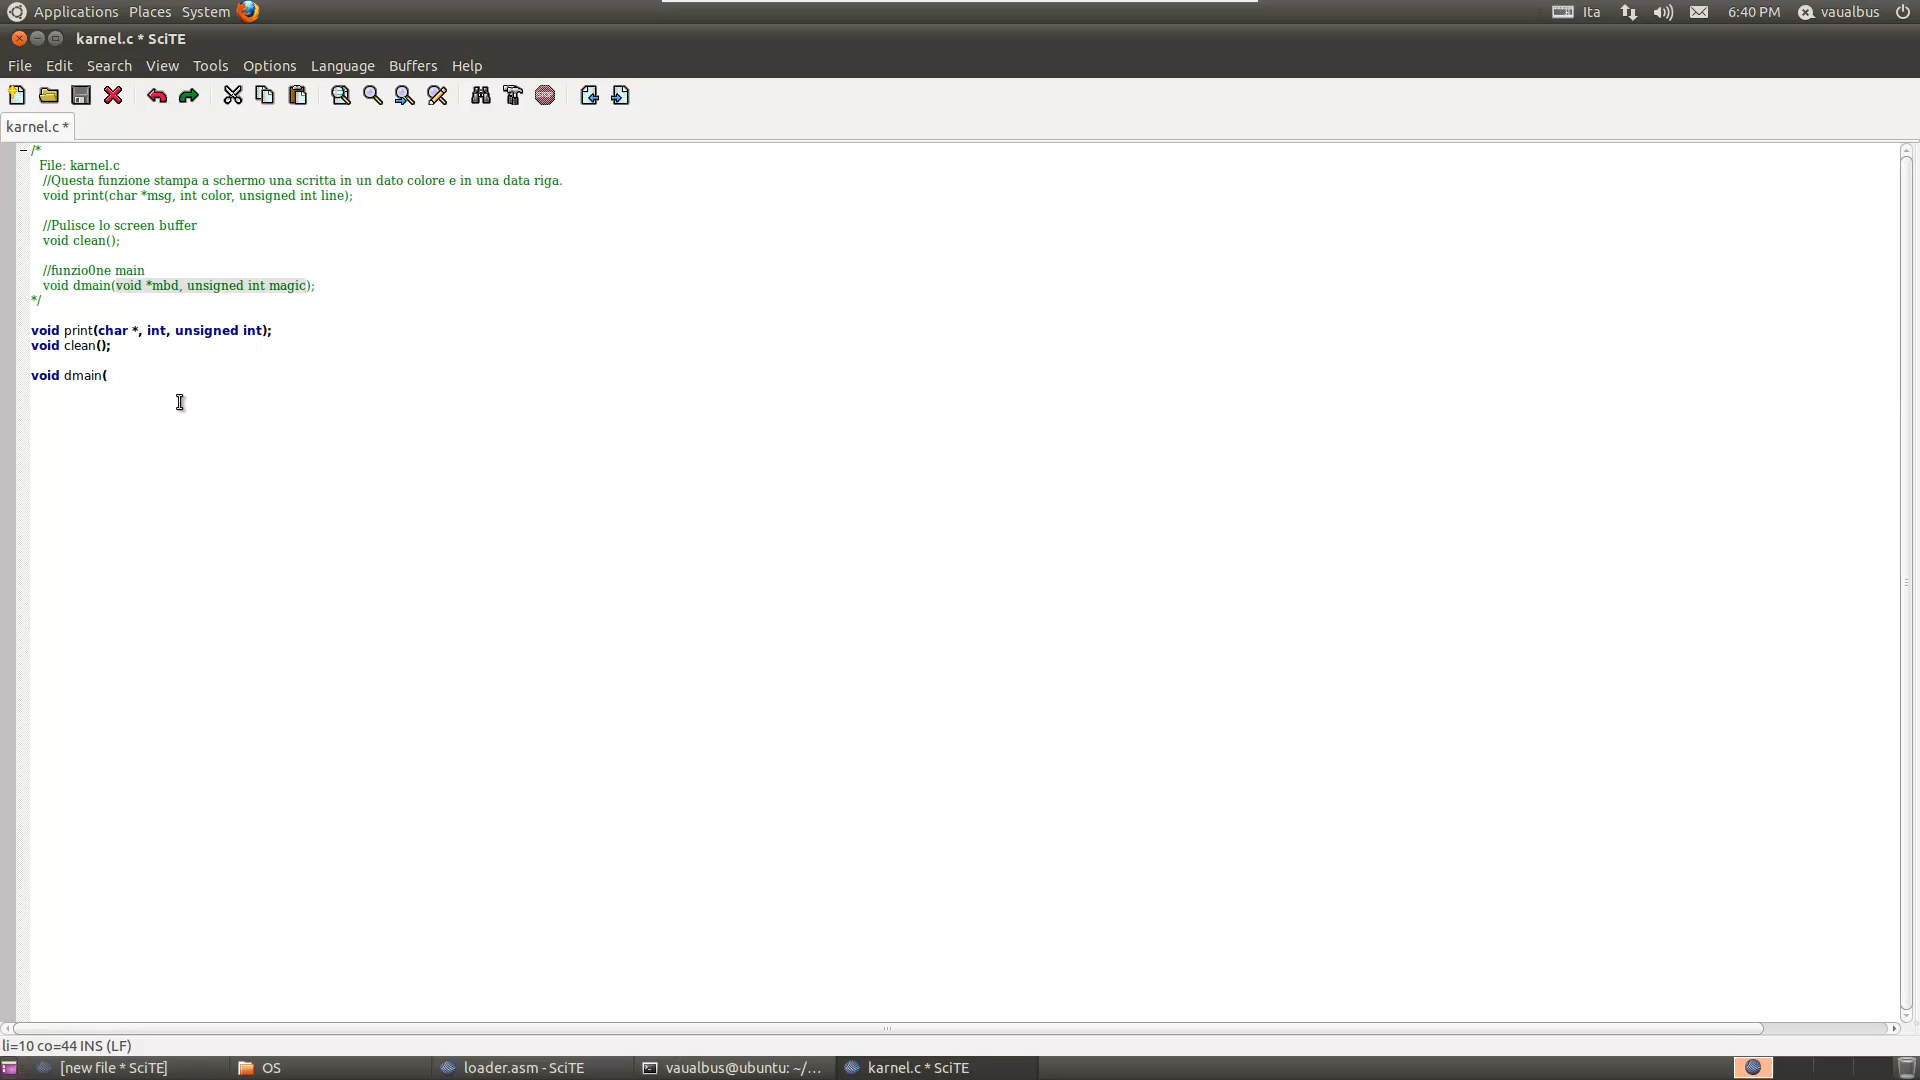 Applications Places System Ita 6:40 PM vaualbus
karnel.c * SciTE
File Edit Search View Tools Options Language Buffers Help
karnel.c *
/*
File: karnel.c
//Questa funzione stampa a schermo una scritta in un dato colore e in una data riga.
void print(char *msg, int color, unsigned int line);
//Pulisce lo screen buffer
void clean();
//funzio0ne main
void dmain(void *mbd, unsigned int magic);
*/
void print(char *, int, unsigned int);
void clean();
void dmain(
li=10 co=44 INS (LF)
[new file * SciTE] OS loader.asm - SciTE vaualbus@ubuntu: ~/... karnel.c * SciTE